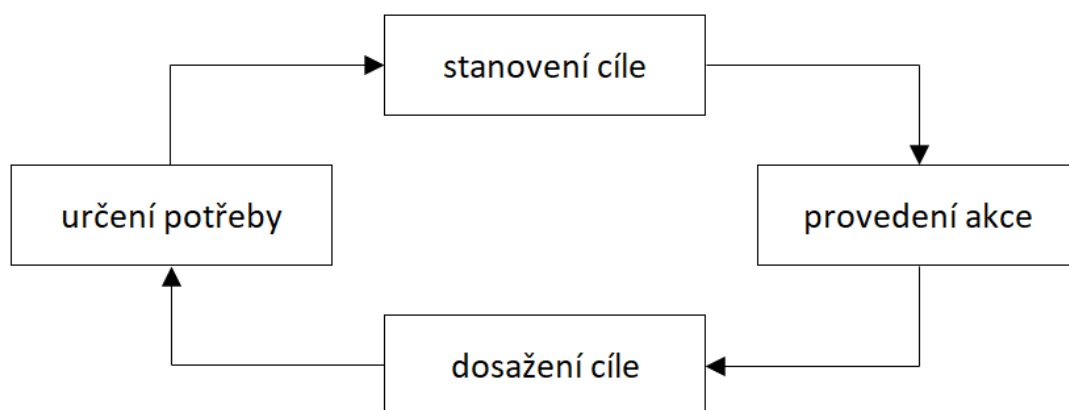 stanovení cíle
určení potřeby
provedení akce
dosažení cíle